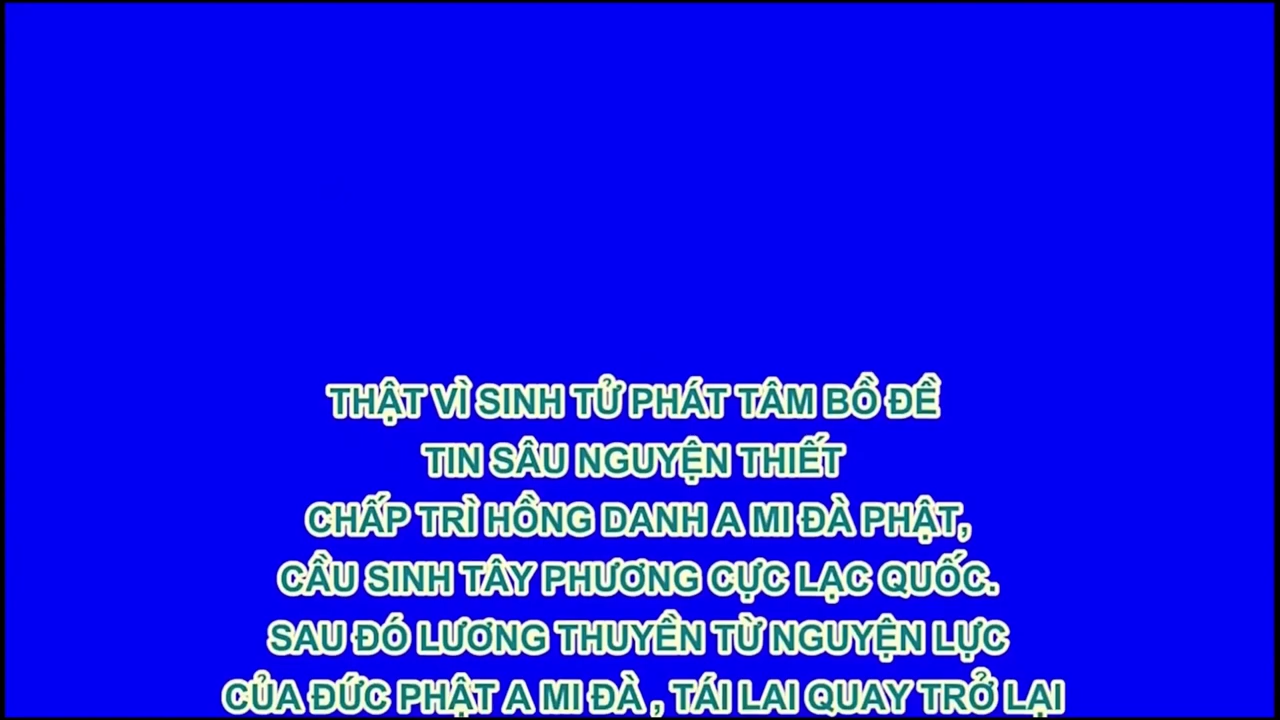 THẬT VÌ SINH TỬ PHÁT TÂM BỒ ĐỀ
TIN SÂU NGUYỆN THIẾT
CHẤP TRÌ HỒNG DANH A MI ĐÀ PHẬT,
CẦU SINH TÂY PHƯƠNG CỰC LẠC QUỐC.
SAU ĐÓ LƯƠNG THUYỀN TỪ NGUYỆN LỰC
CỦA ĐỨC PHẬT A MI ĐÀ , TÁI LAI QUAY TRỞ LẠI